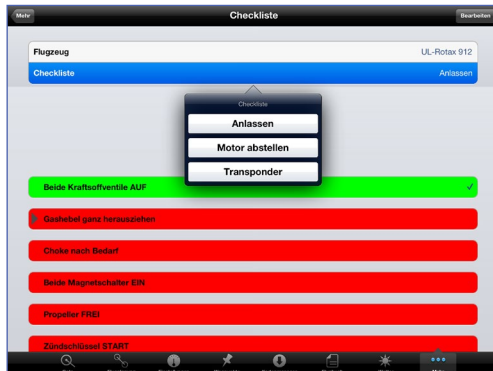 Mehr
Checkliste
Bearbeiten
Flugzeug
UL-Rotax 912
Checkliste
Anlassen
Checkliste
Anlassen
Motor abstellen
Transponder
Beide Kraftsoffventile AUF
Gashebel ganz herausziehen
Choke nach Bedarf
Beide Magnetschalter EIN
Propeller FREI
Zündschlüssel START